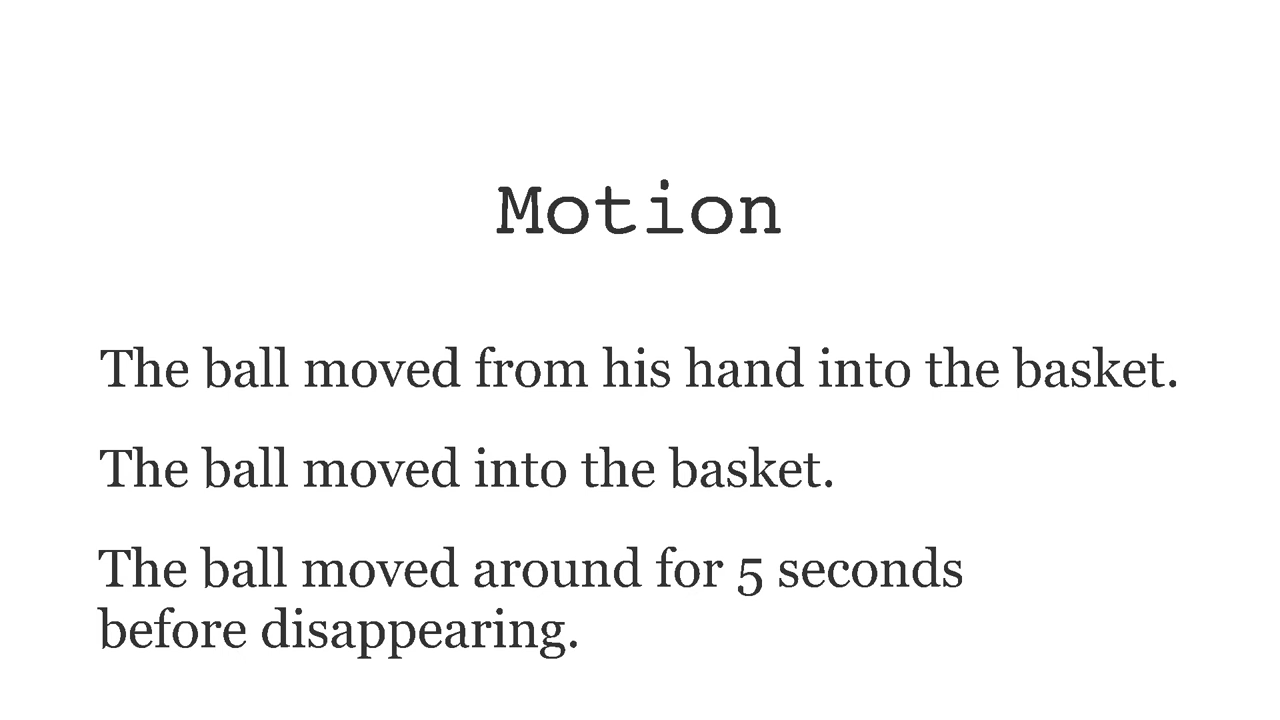 Motion
The ball moved from his hand into the basket.
The ball moved into the basket.
The ball moved around for 5 seconds
before disappearing.